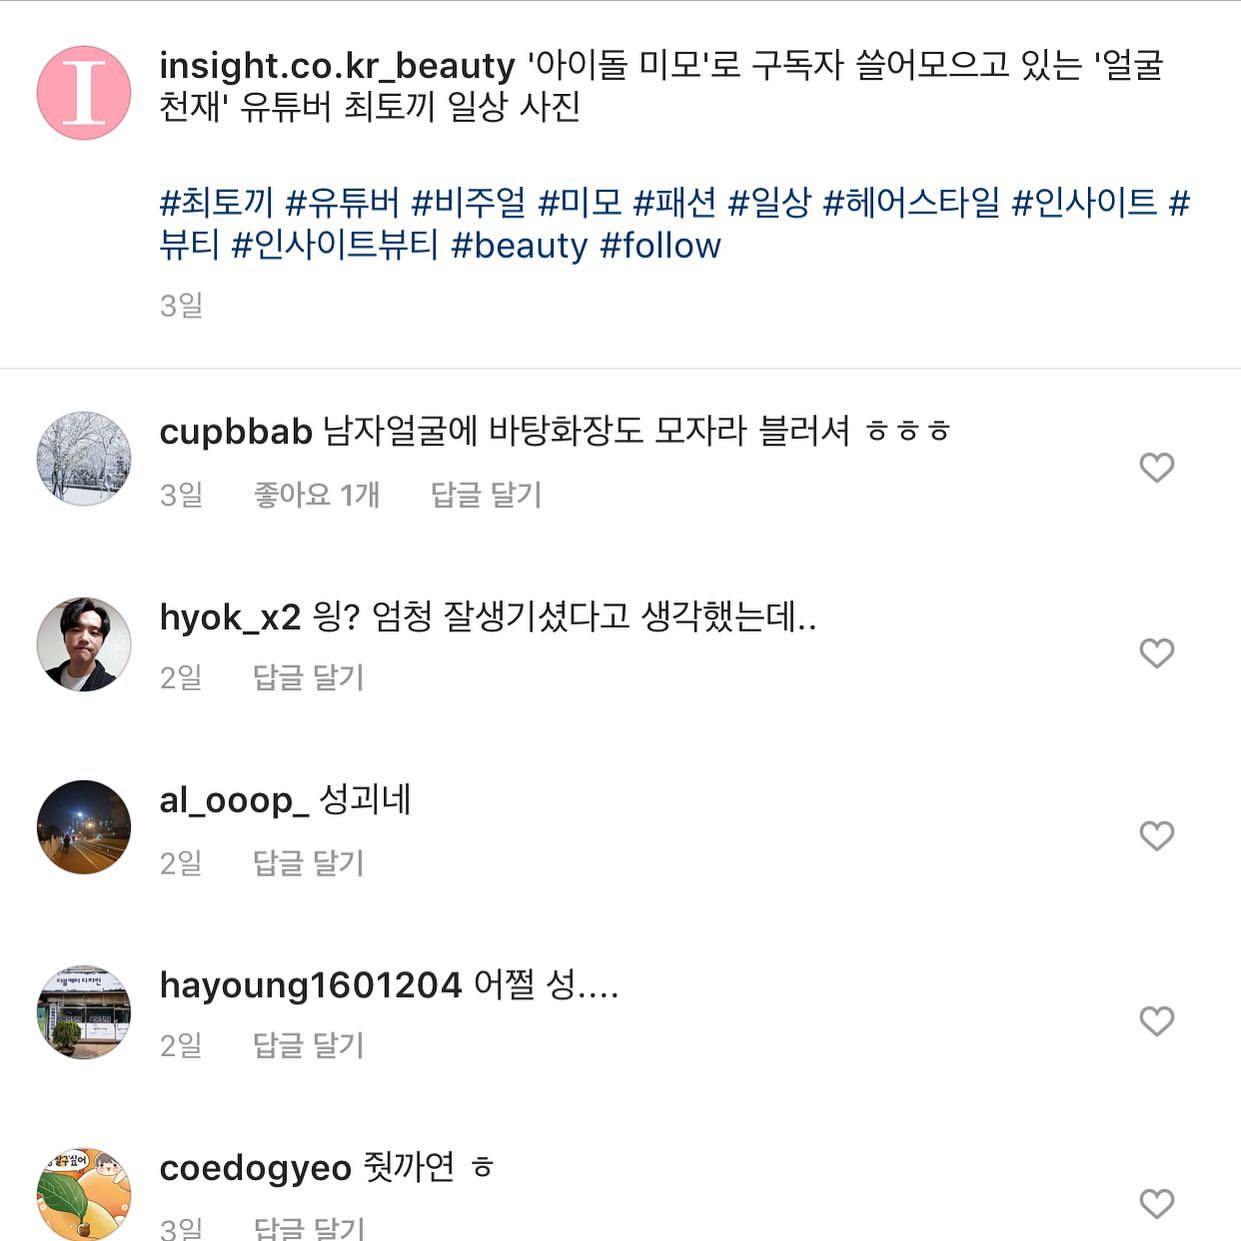 I
insight.co.kr_beauty '아이돌 미모'로 구독자 쓸어모으고 있는 '얼굴
천재' 유튜버 최토끼 일상 사진
#최토끼 #유튜버 #비주얼 #미모 #패션 #일상 #헤어스타일 #인사이트 #
뷰티 #인사이트뷰티 #beauty #follow
3일
cupbbab 남자얼굴에 바탕화장도 모자라 블러셔 ㅎㅎㅎ
3일 좋아요 1개 답글 달기
hyok_x2 읭? 엄청 잘생기셨다고 생각했는데..
2일 답글 달기
al_ooop_ 성괴네
2일 답글 달기
hayoung1601204 어쩔 성....
2일 답글 달기
coedogyeo 줫까연 ㅎ
3일 답글 달기